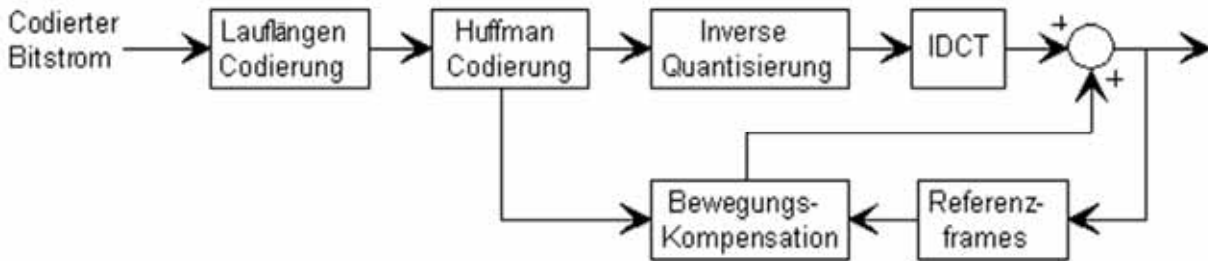 Codierter
Bitstrom
Lauflängen
Codierung
Huffman
Codierung
Inverse
Quantisierung
IDCT
+
+
Bewegungs-
Kompensation
Referenz-
frames